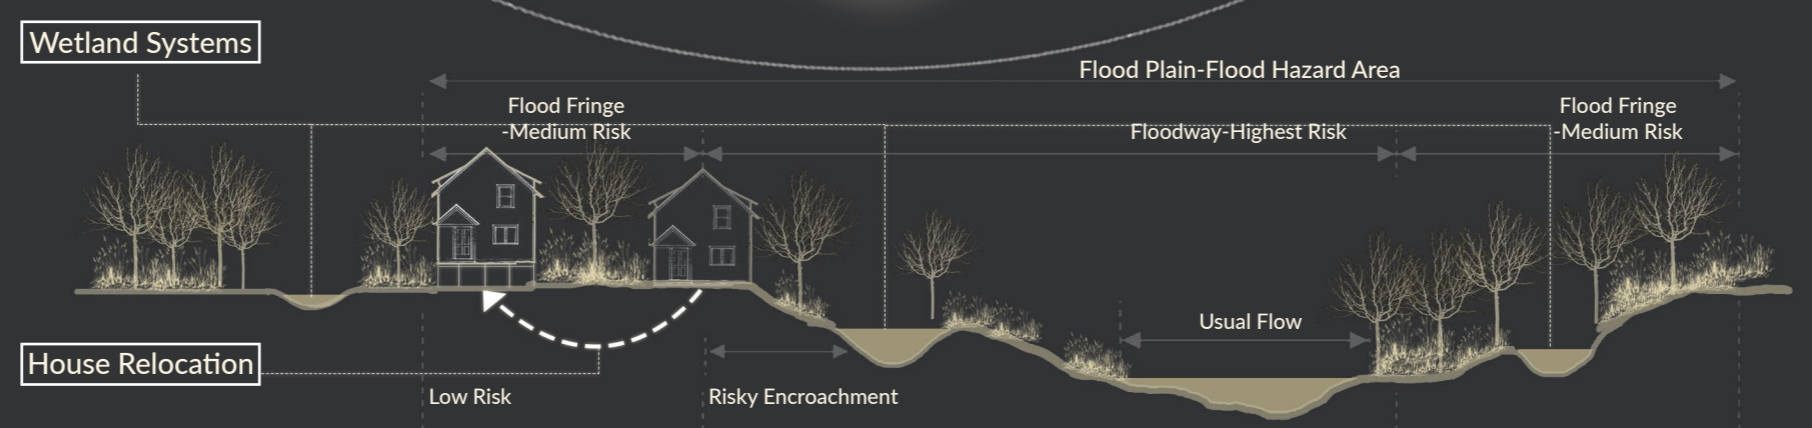 Wetland Systems
Flood Plain-Flood Hazard Area
Flood Fringe
-Medium Risk
Floodway-Highest Risk
Flood Fringe
-Medium Risk
Usual Flow
House Relocation
Low Risk
Risky Encroachment